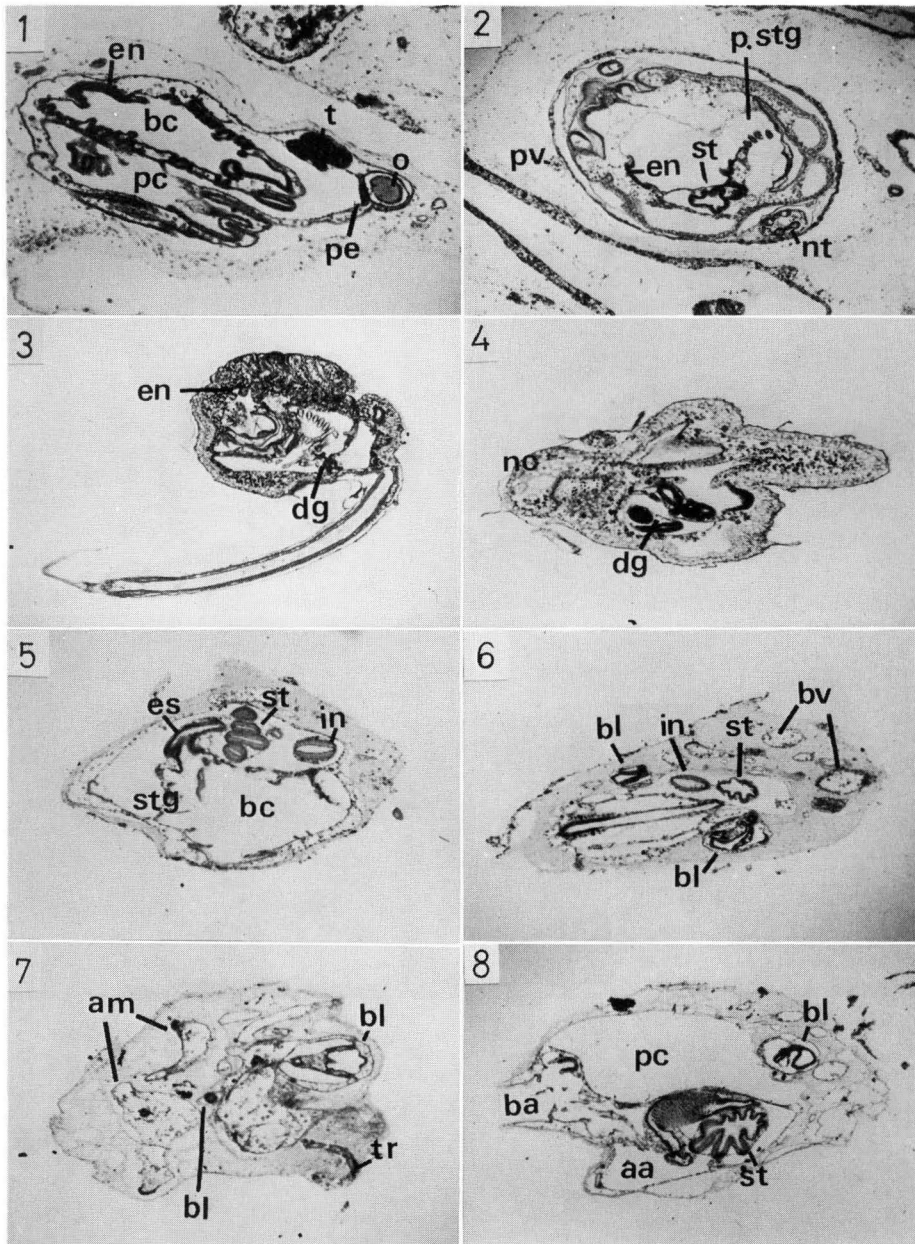 1
en
bc
t
o
pc
pe
2
p.stg
st
pv
en
nt
3
en
dg
4
no
dg
5
es
st
in
stg
bc
6
bv
bl
in
st
bl
7
am
bl
bl
tr
8
bl
pc
ba
aa
st